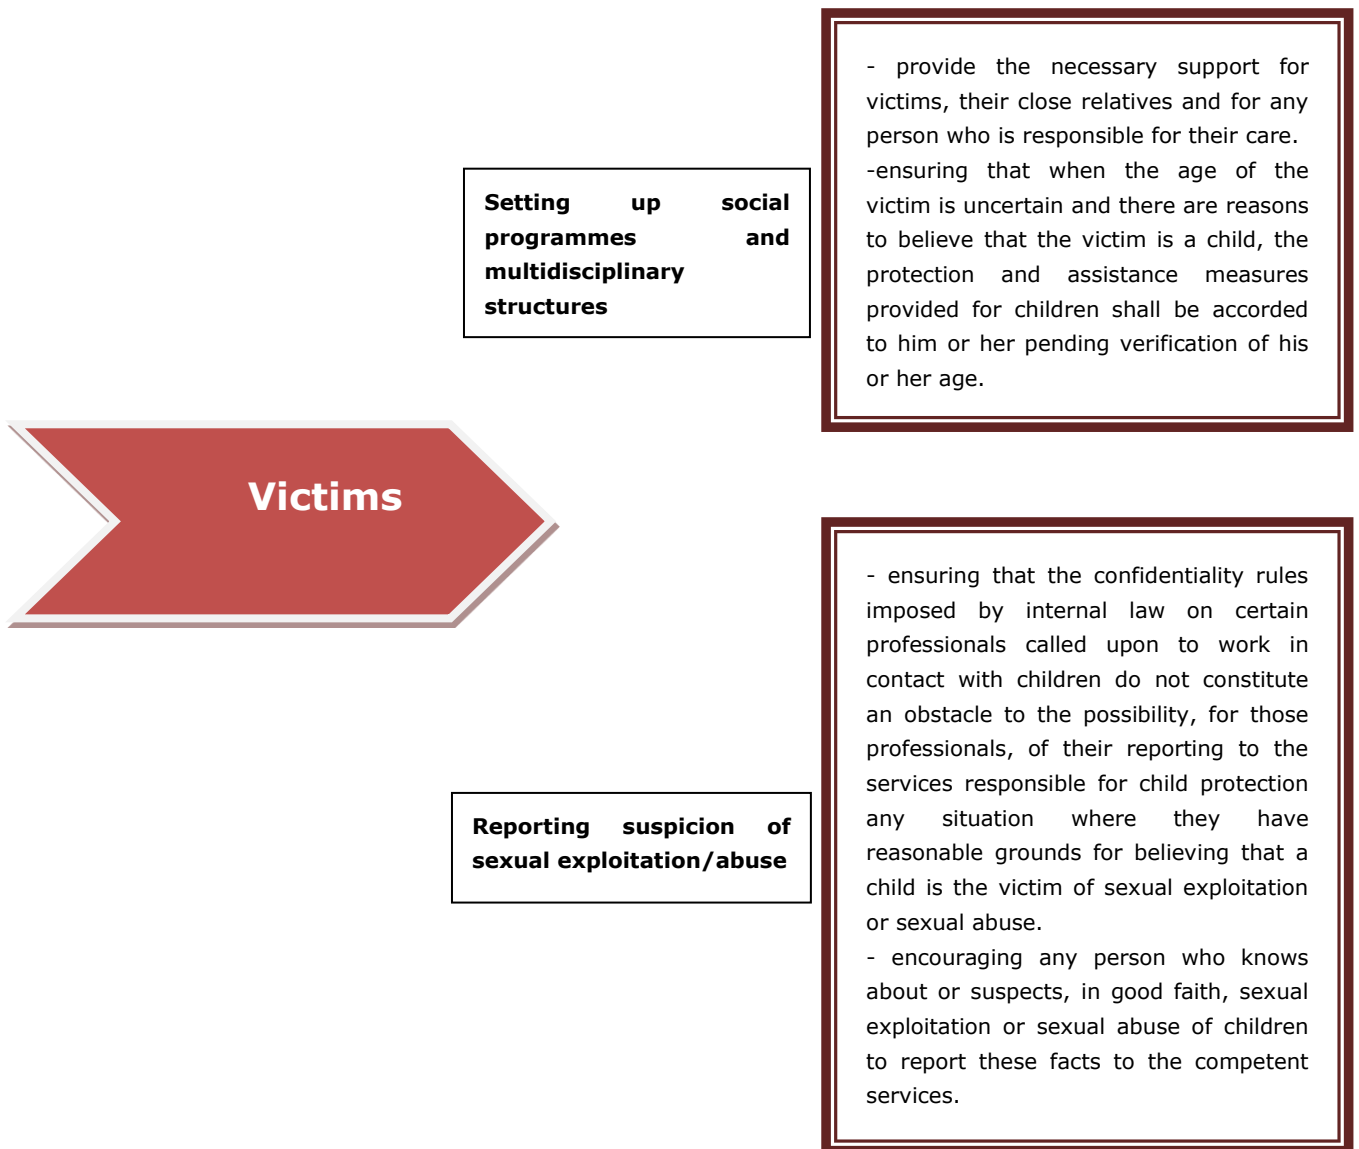 - provide the necessary support for
victims, their close relatives and for any
person who is responsible for their care.
-ensuring that when the age of the
victim is uncertain and there are reasons
to believe that the victim is a child, the
protection and assistance measures
provided for children shall be accorded
to him or her pending verification of his
or her age.
Setting up social
programmes and
multidisciplinary
structures
Victims
- ensuring that the confidentiality rules
imposed by internal law on certain
professionals called upon to work in
contact with children do not constitute
an obstacle to the possibility, for those
professionals, of their reporting to the
services responsible for child protection
any situation where they have
reasonable grounds for believing that a
child is the victim of sexual exploitation
or sexual abuse.
- encouraging any person who knows
about or suspects, in good faith, sexual
exploitation or sexual abuse of children
to report these facts to the competent
services.
Reporting suspicion of
sexual exploitation/abuse